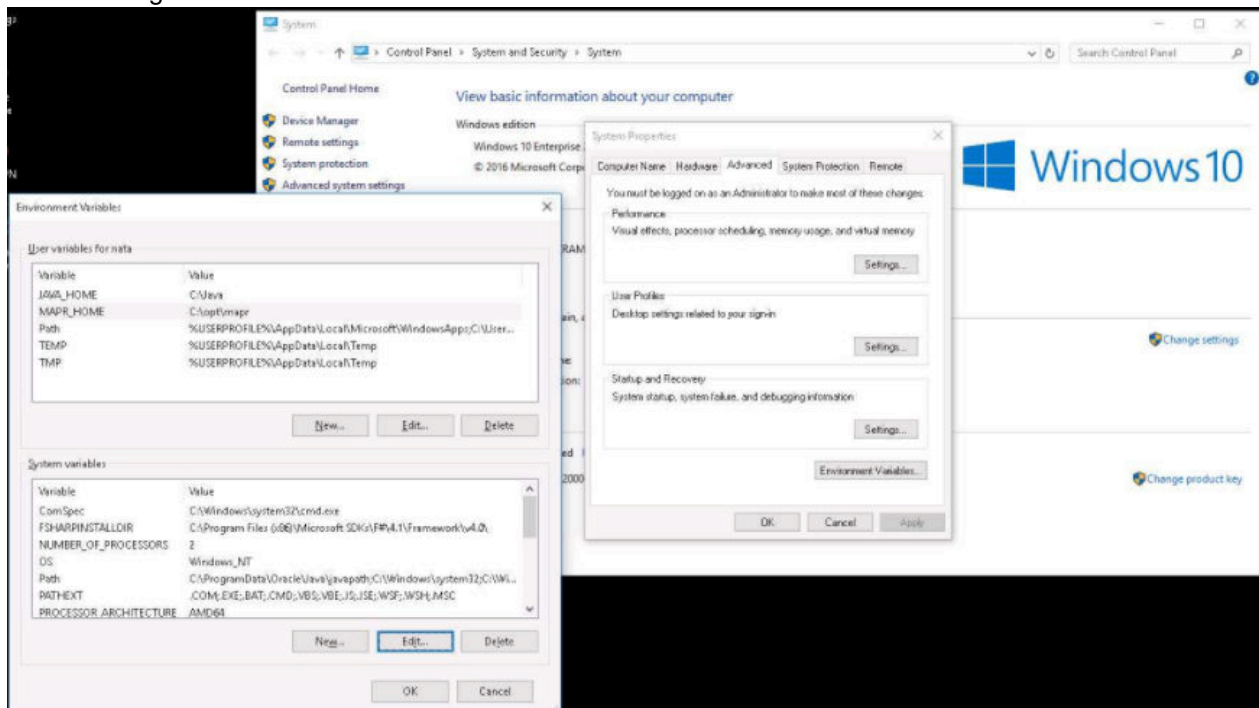 System
Control Panel > System and Security > System
Search Control Panel
Control Panel Home
View basic information about your computer
Device Manager
Remote settings
System protection
Advanced system settings
Windows edition
Windows 10 Enterprise
© 2016 Microsoft Corp
Windows 10
RAM
ain, a
ne
ion:
ed
2000
Change settings
Change product key
System Properties
Computer Name Hardware Advanced System Protection Remote
You must be logged on as an Administrator to make most of these changes.
Performance
Visual effects, processor scheduling, memory usage, and virtual memory
Settings...
User Profiles
Desktop settings related to your sign-in
Settings...
Startup and Recovery
System startup, system failure, and debugging information
Settings...
Environment Variables...
OK Cancel Apply
Environment Variables
User variables for nata
Variable Value
JAVA_HOME C:\Java
MAPR_HOME C:\opt\mapr
Path %USERPROFILE%\AppData\Local\Microsoft\WindowsApps;C:\User...
TEMP %USERPROFILE%\AppData\Local\Temp
TMP %USERPROFILE%\AppData\Local\Temp
New... Edit... Delete
System variables
Variable Value
ComSpec C:\Windows\system32\cmd.exe
FSHARPINSTALLDIR C:\Program Files (x86)\Microsoft SDKs\F#\4.1\Framework\v4.0\
NUMBER_OF_PROCESSORS 2
OS Windows_NT
Path C:\ProgramData\Oracle\Java\javapath;C:\Windows\system32;C:\Wi...
PATHEXT .COM;.EXE;.BAT;.CMD;.VBS;.VBE;.JS;.JSE;.WSF;.WSH;.MSC
PROCESSOR_ARCHITECTURE AMD64
New... Edit... Delete
OK Cancel